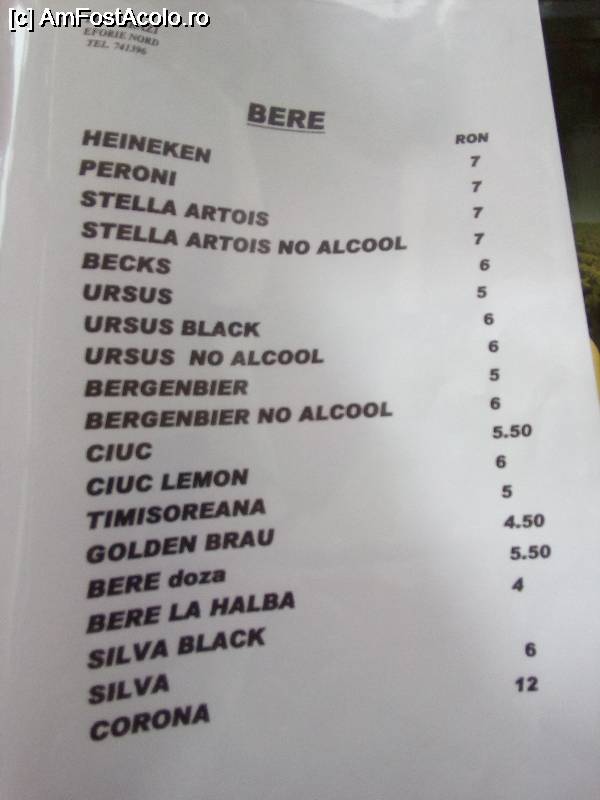 [c] AmFostAcolo.ro
EFORIE NORD
TEL. 741396
BERE
RON
HEINEKEN 7
PERONI 7
STELLA ARTOIS 7
STELLA ARTOIS NO ALCOOL 7
BECKS 6
URSUS 5
URSUS BLACK 6
URSUS NO ALCOOL 6
BERGENBIER 5
BERGENBIER NO ALCOOL 6
CIUC 5.50
CIUC LEMON 6
TIMISOREANA 5
GOLDEN BRAU 4.50
BERE doza 5.50
BERE LA HALBA 4
SILVA BLACK
SILVA 6
CORONA 12